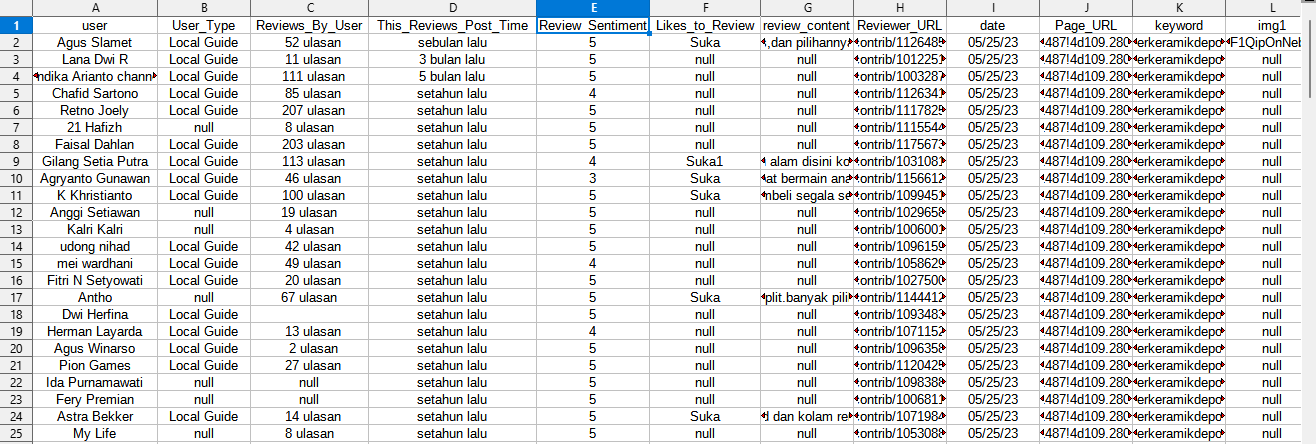 A B C D E F G H I J K L
1 user User_Type Reviews_By_User This_Reviews_Post_Time Review_Sentiment Likes_to_Review review_content Reviewer_URL date Page_URL keyword img1
2 Agus Slamet Local Guide 52 ulasan sebulan lalu 5 Suka ,dan pilihannya ontrib/112648 05/25/23 487!4d109.280 erkeramikdepo F1QipOnNeb
3 Lana Dwi R Local Guide 11 ulasan 3 bulan lalu 5 null null ontrib/101225 05/25/23 487!4d109.280 erkeramikdepo null
4 ndika Arianto chann Local Guide 111 ulasan 5 bulan lalu 5 null null ontrib/100328 05/25/23 487!4d109.280 erkeramikdepo null
5 Chafid Sartono Local Guide 85 ulasan setahun lalu 4 null null ontrib/112634 05/25/23 487!4d109.280 erkeramikdepo null
6 Retno Joely Local Guide 207 ulasan setahun lalu 5 null null ontrib/111782 05/25/23 487!4d109.280 erkeramikdepo null
7 21 Hafizh null 8 ulasan setahun lalu 5 null null ontrib/111554 05/25/23 487!4d109.280 erkeramikdepo null
8 Faisal Dahlan Local Guide 203 ulasan setahun lalu 5 null null ontrib/117567 05/25/23 487!4d109.280 erkeramikdepo null
9 Gilang Setia Putra Local Guide 113 ulasan setahun lalu 4 Suka1 alam disini ko ontrib/103108 05/25/23 487!4d109.280 erkeramikdepo null
10 Agryanto Gunawan Local Guide 46 ulasan setahun lalu 3 Suka at bermain ana ontrib/115661 05/25/23 487!4d109.280 erkeramikdepo null
11 K Khristianto Local Guide 100 ulasan setahun lalu 5 Suka nbeli segala se ontrib/109945 05/25/23 487!4d109.280 erkeramikdepo null
12 Anggi Setiawan null 19 ulasan setahun lalu 5 null null ontrib/102965 05/25/23 487!4d109.280 erkeramikdepo null
13 Kalri Kalri null 4 ulasan setahun lalu 5 null null ontrib/100600 05/25/23 487!4d109.280 erkeramikdepo null
14 udong nihad Local Guide 42 ulasan setahun lalu 5 null null ontrib/109615 05/25/23 487!4d109.280 erkeramikdepo null
15 mei wardhani Local Guide 49 ulasan setahun lalu 4 null null ontrib/105862 05/25/23 487!4d109.280 erkeramikdepo null
16 Fitri N Setyowati Local Guide 20 ulasan setahun lalu 5 null null ontrib/102750 05/25/23 487!4d109.280 erkeramikdepo null
17 Antho null 67 ulasan setahun lalu 5 Suka plit.banyak pili ontrib/114441 05/25/23 487!4d109.280 erkeramikdepo null
18 Dwi Herfina Local Guide setahun lalu 5 null null ontrib/109348 05/25/23 487!4d109.280 erkeramikdepo null
19 Herman Layarda Local Guide 13 ulasan setahun lalu 4 null null ontrib/107115 05/25/23 487!4d109.280 erkeramikdepo null
20 Agus Winarso Local Guide 2 ulasan setahun lalu 5 null null ontrib/109635 05/25/23 487!4d109.280 erkeramikdepo null
21 Pion Games Local Guide 27 ulasan setahun lalu 5 null null ontrib/112042 05/25/23 487!4d109.280 erkeramikdepo null
22 Ida Purnamawati null null setahun lalu 5 null null ontrib/109838 05/25/23 487!4d109.280 erkeramikdepo null
23 Fery Premian null null setahun lalu 5 null null ontrib/100681 05/25/23 487!4d109.280 erkeramikdepo null
24 Astra Bekker Local Guide 14 ulasan setahun lalu 5 Suka dan kolam re ontrib/107198 05/25/23 487!4d109.280 erkeramikdepo null
25 My Life null 8 ulasan setahun lalu 5 null null ontrib/105308 05/25/23 487!4d109.280 erkeramikdepo null